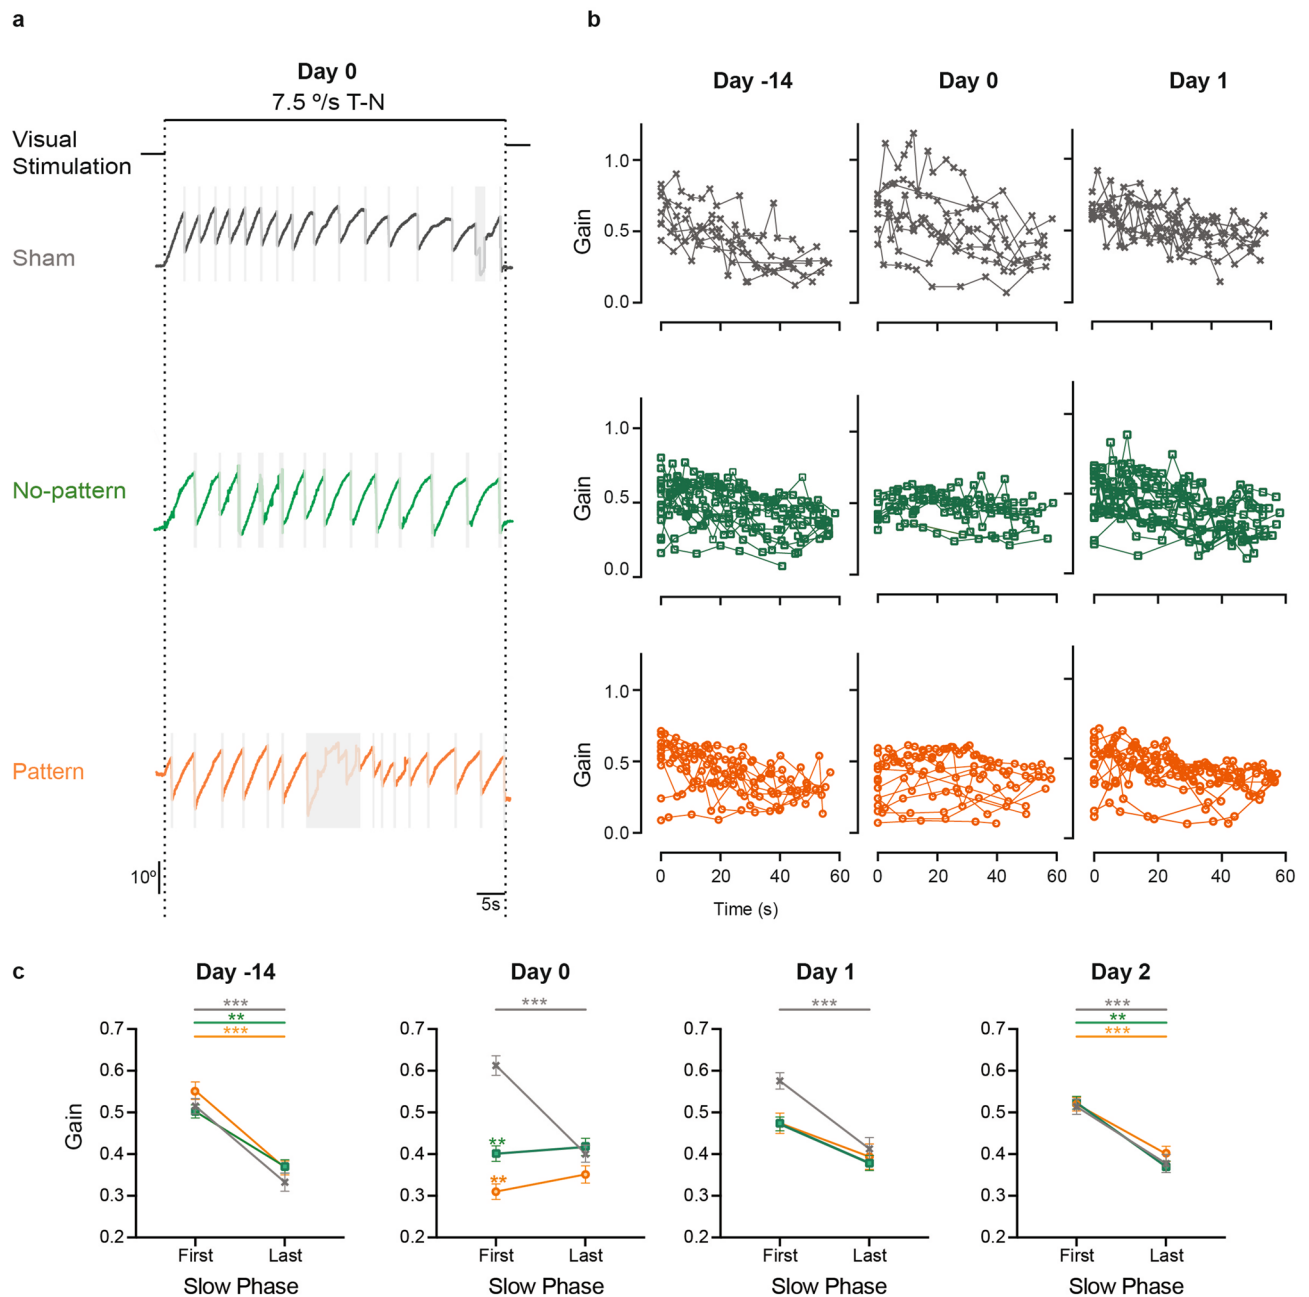 a
b
Day 0
7.5 º/s T-N
Visual
Stimulation
Sham
No-pattern
Pattern
10º
5s
Day -14
Day 0
Day 1
Gain
1.0
0.5
0.0
Gain
1.0
0.5
0.0
Gain
1.0
0.5
0.0
0 20 40 60
0 20 40 60
0 20 40 60
Time (s)
c
Day -14
Day 0
Day 1
Day 2
***
**
***
***
***
***
**
***
Gain
0.7
0.6
0.5
0.4
0.3
0.2
First Last
Slow Phase
0.7
0.6
0.5
0.4
0.3
0.2
**
**
First Last
Slow Phase
0.7
0.6
0.5
0.4
0.3
0.2
First Last
Slow Phase
0.7
0.6
0.5
0.4
0.3
0.2
First Last
Slow Phase